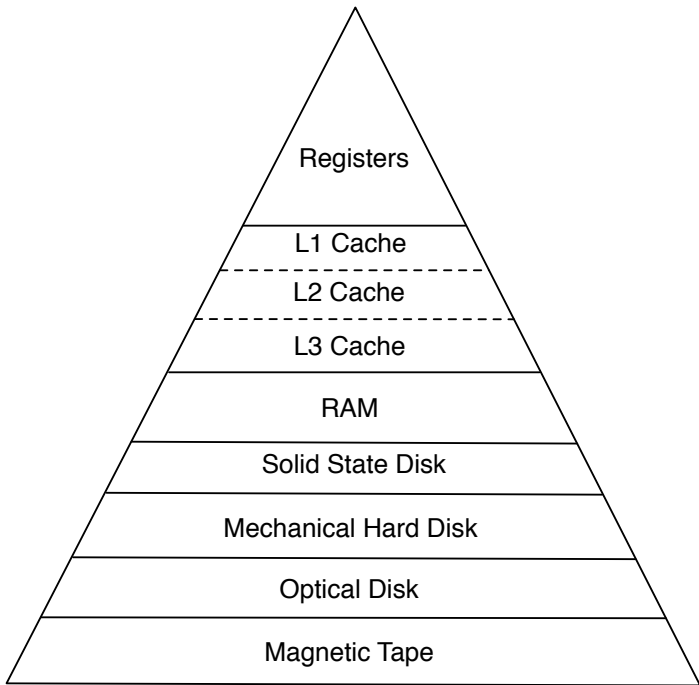 Registers
L1 Cache
L2 Cache
L3 Cache
RAM
Solid State Disk
Mechanical Hard Disk
Optical Disk
Magnetic Tape